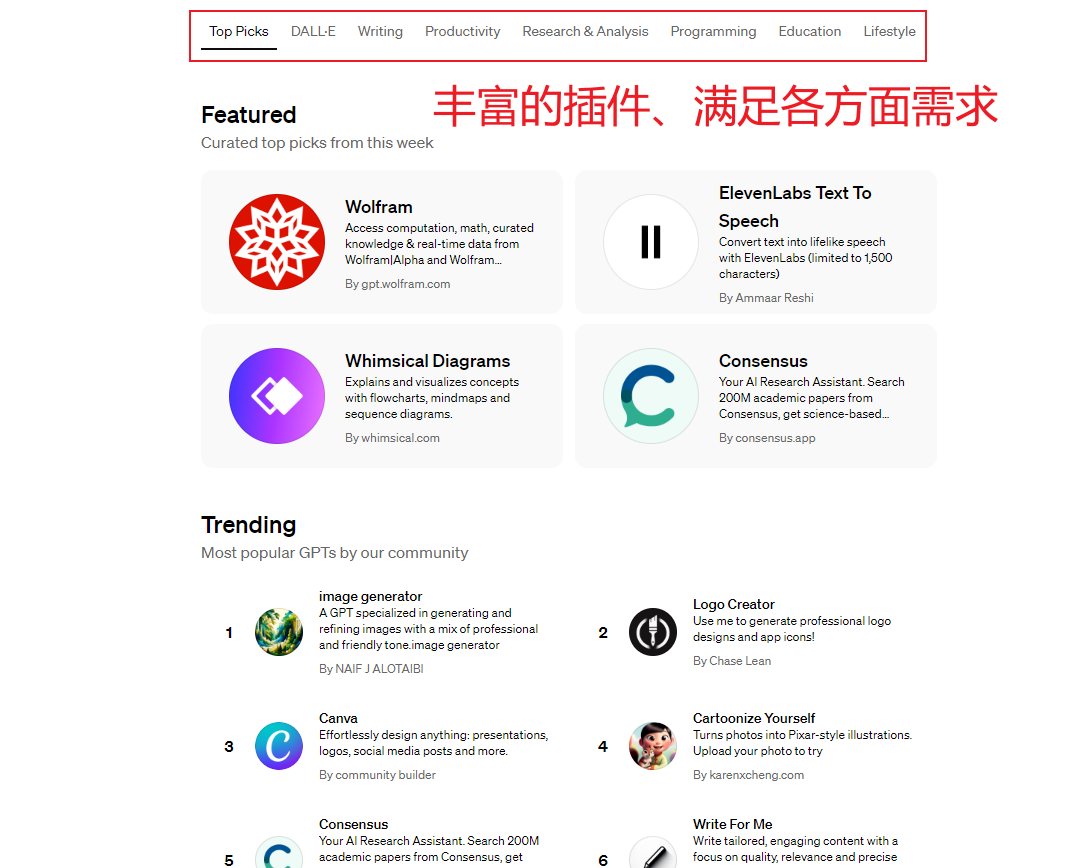 Top Picks DALL·E Writing Productivity Research & Analysis Programming Education Lifestyle
丰富的插件、满足各方面需求
Featured
Curated top picks from this week
Wolfram
Access computation, math, curated
knowledge & real-time data from
Wolfram|Alpha and Wolfram...
By gpt.wolfram.com
ElevenLabs Text To
Speech
Convert text into lifelike speech
with ElevenLabs (limited to 1,500
characters)
By Ammaar Reshi
Whimsical Diagrams
Explains and visualizes concepts
with flowcharts, mindmaps and
sequence diagrams.
By whimsical.com
Consensus
Your AI Research Assistant. Search
200M academic papers from
Consensus, get science-based...
By consensus.app
Trending
Most popular GPTs by our community
1
image generator
A GPT specialized in generating and
refining images with a mix of professional
and friendly tone.image generator
By NAIF J ALOTAIBI
2
Logo Creator
Use me to generate professional logo
designs and app icons!
By Chase Lean
3
Canva
Effortlessly design anything: presentations,
logos, social media posts and more.
By community builder
4
Cartoonize Yourself
Turns photos into Pixar-style illustrations.
Upload your photo to try
By karenxcheng.com
5
Consensus
Your AI Research Assistant. Search 200M
academic papers from Consensus, get
6
Write For Me
Write tailored, engaging content with a
focus on quality, relevance and precise